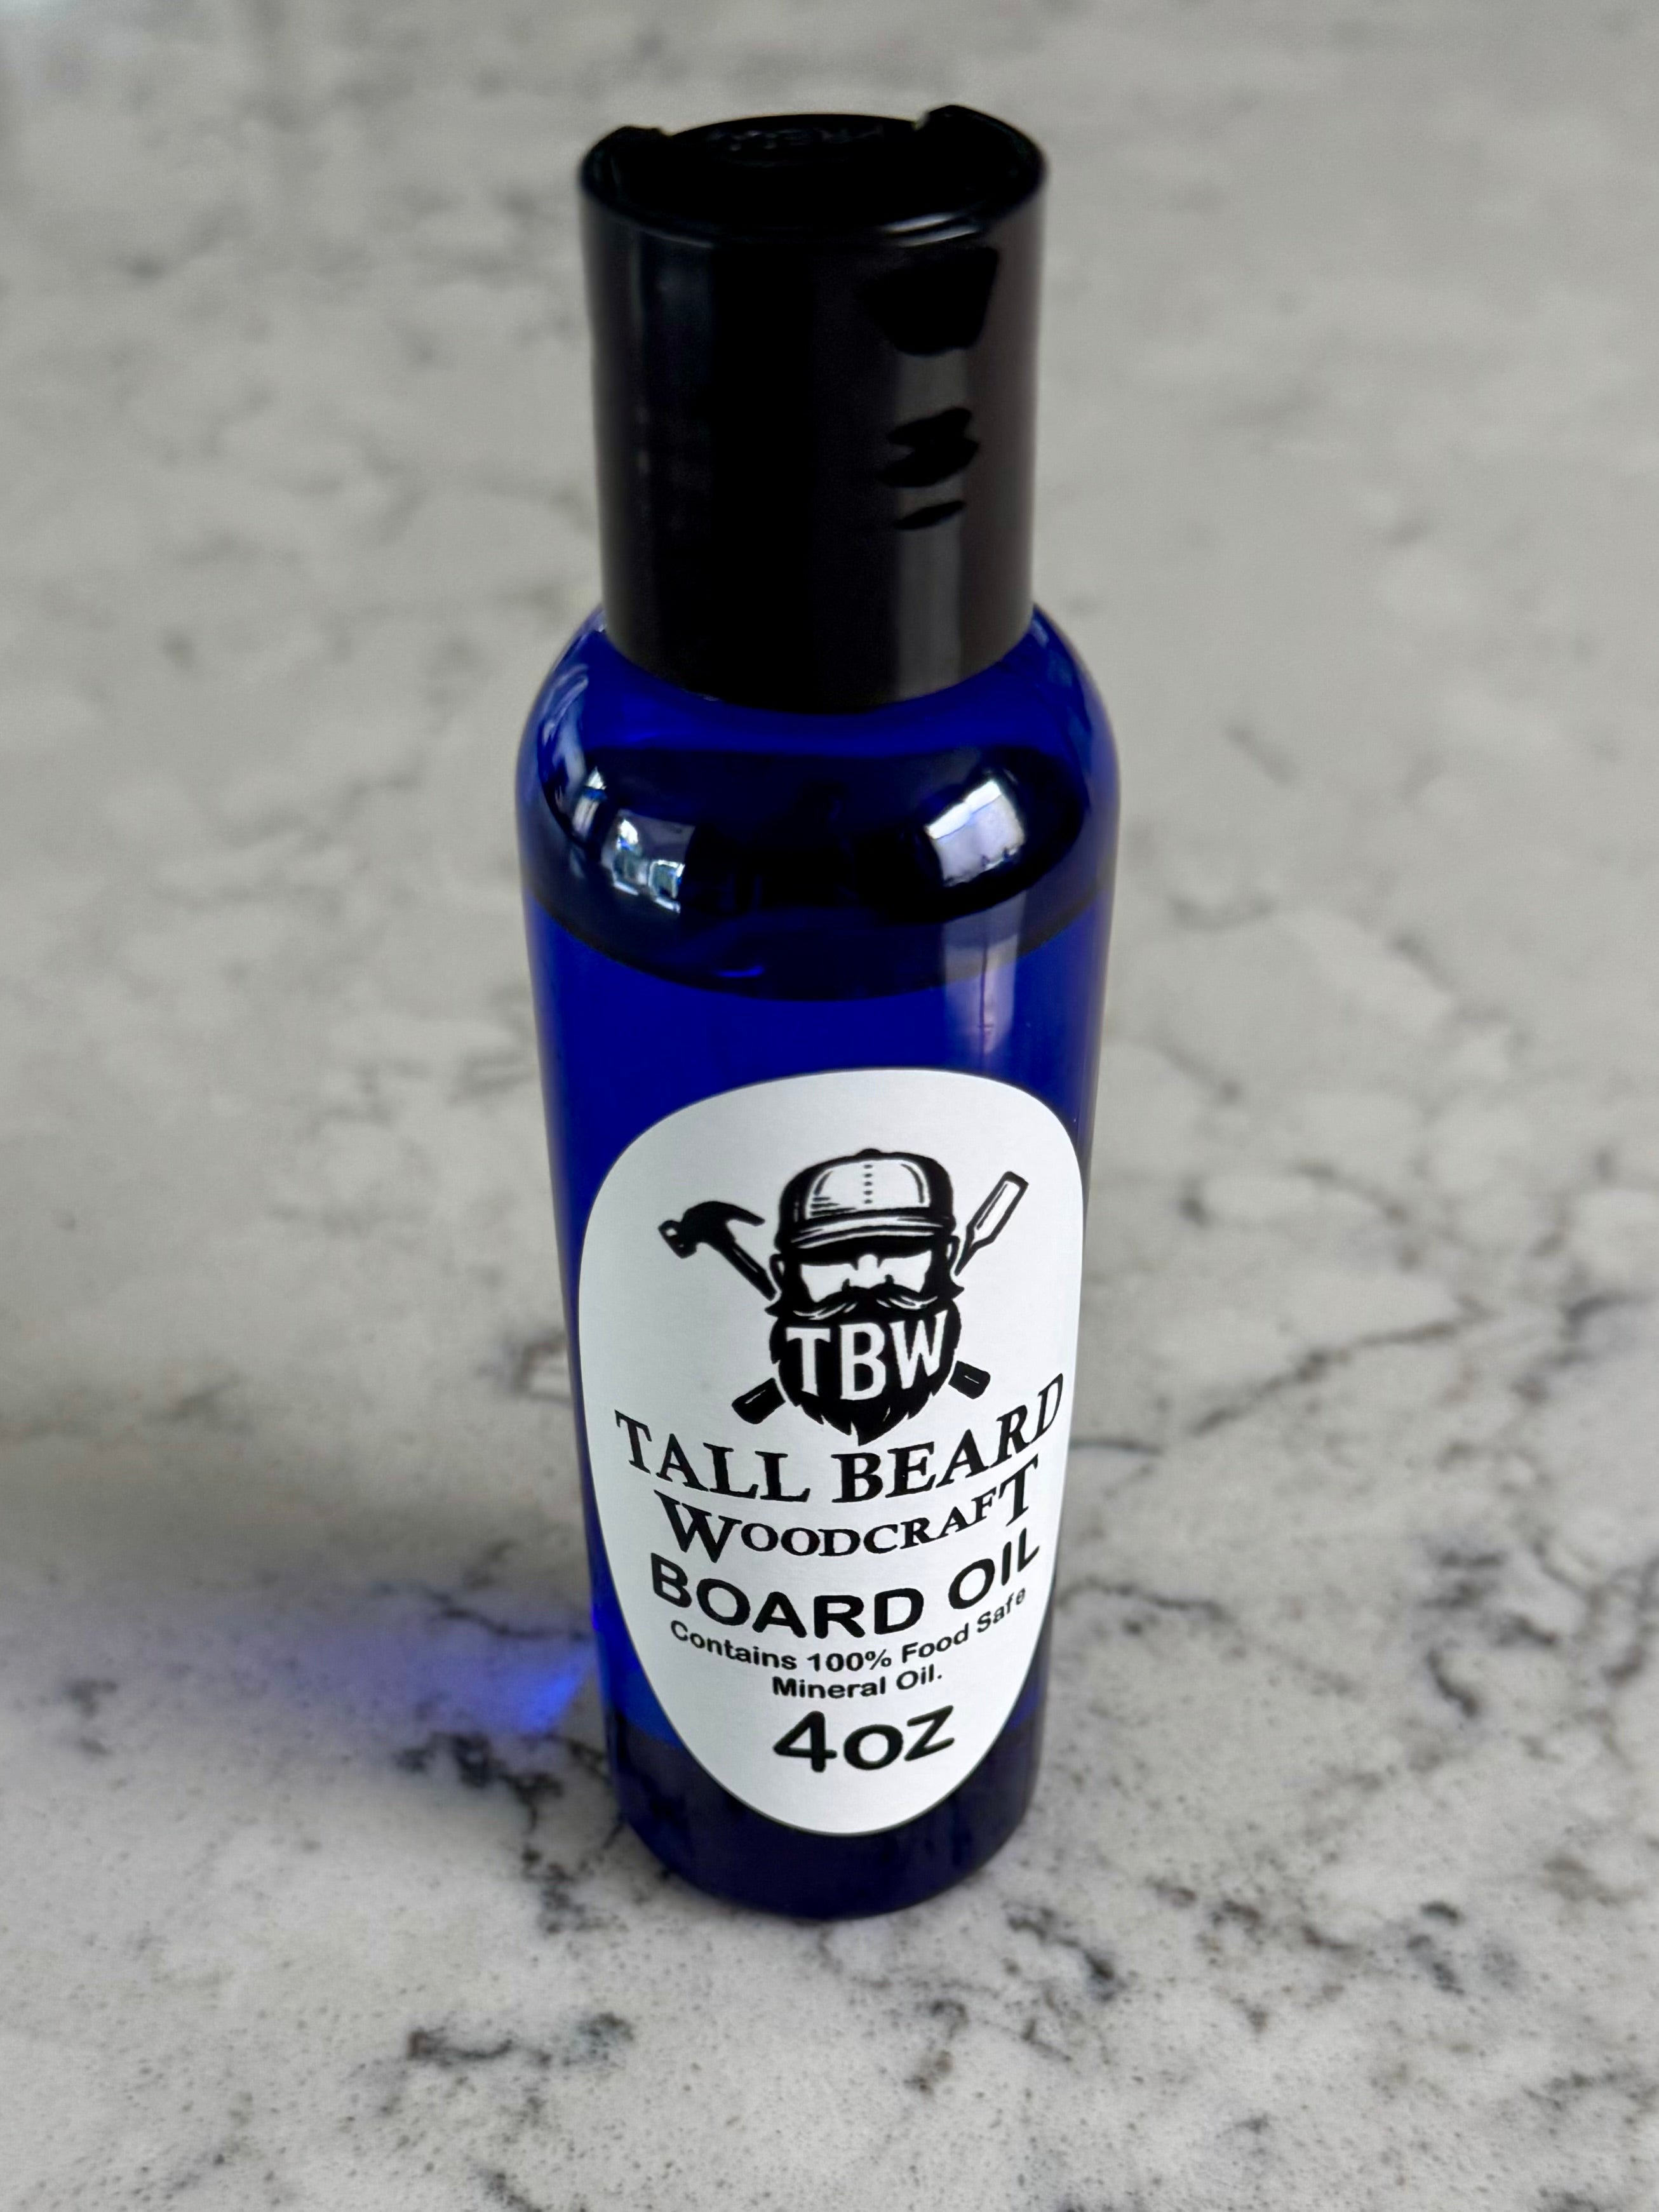 TBW
TALL BEARD
WOODCRAFT
BOARD OIL
Contains 100% Food Safe
Mineral Oil.
4oz